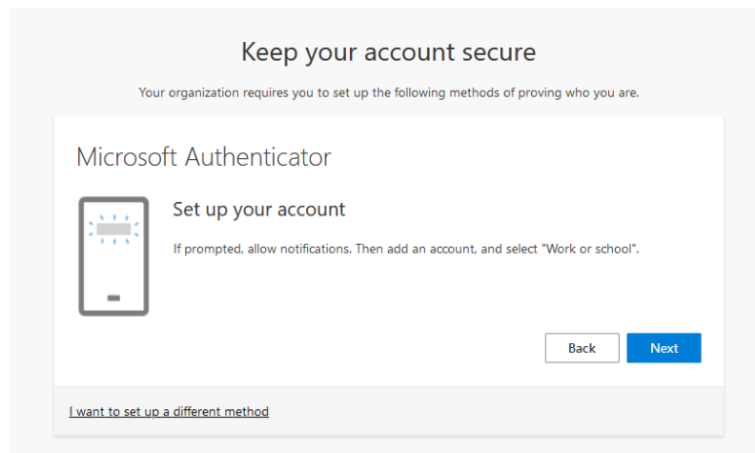 Keep your account secure
Your organization requires you to set up the following methods of proving who you are.
Microsoft Authenticator
Set up your account
If prompted, allow notifications. Then add an account, and select "Work or school".
Back
Next
I want to set up a different method